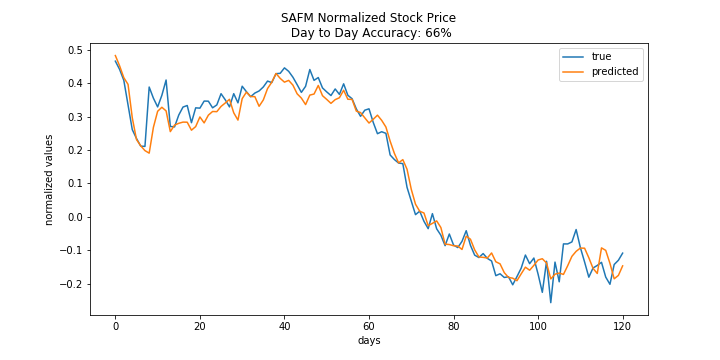 SAFM Normalized Stock Price
Day to Day Accuracy: 66%
true
predicted
normalized values
0.5
0.4
0.3
0.2
0.1
0.0
−0.1
−0.2
0 20 40 60 80 100 120
days